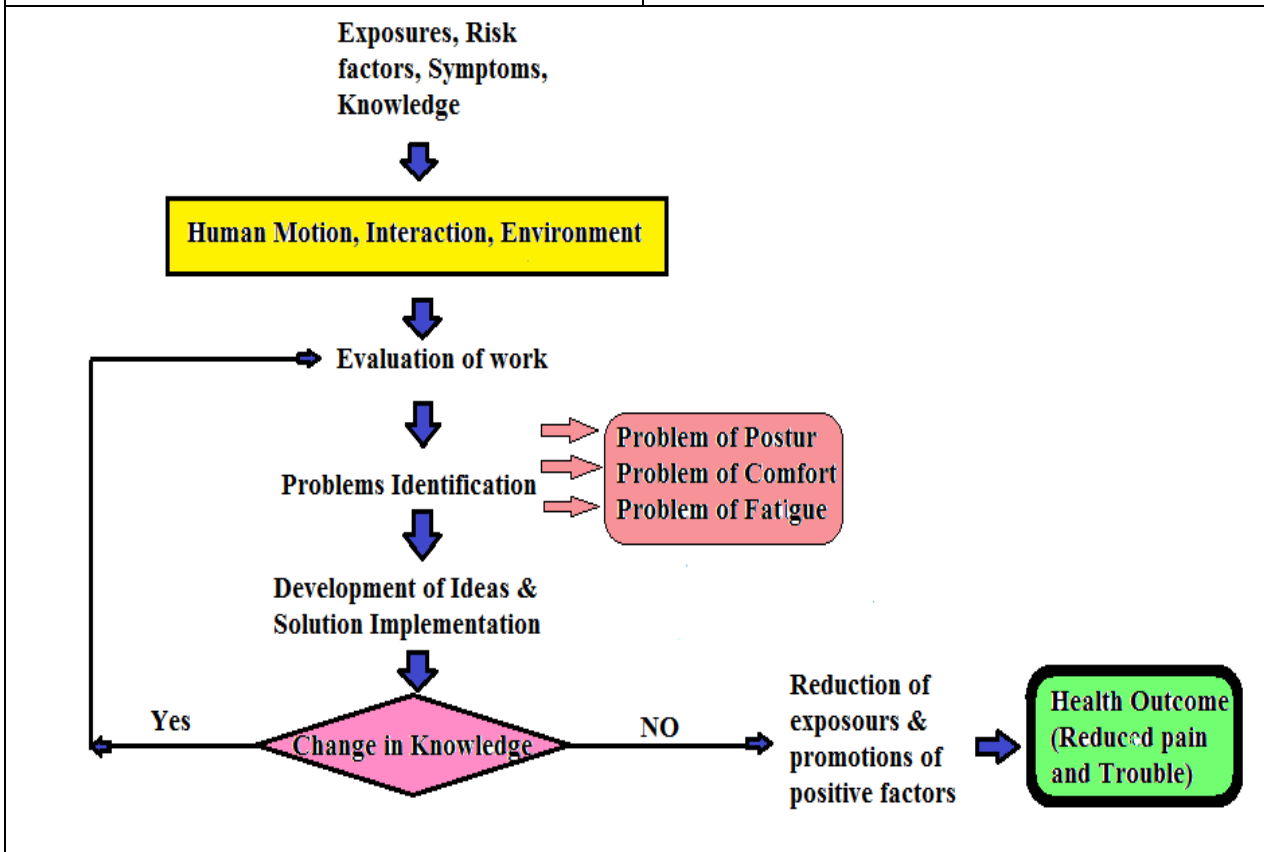 Exposures, Risk
factors, Symptoms,
Knowledge
Human Motion, Interaction, Environment
Evaluation of work
Problems Identification
Problem of Postur
Problem of Comfort
Problem of Fatigue
Development of Ideas &
Solution Implementation
Change in Knowledge
Yes
NO
Reduction of
exposours &
promotions of
positive factors
Health Outcome
(Reduced pain
and Trouble)